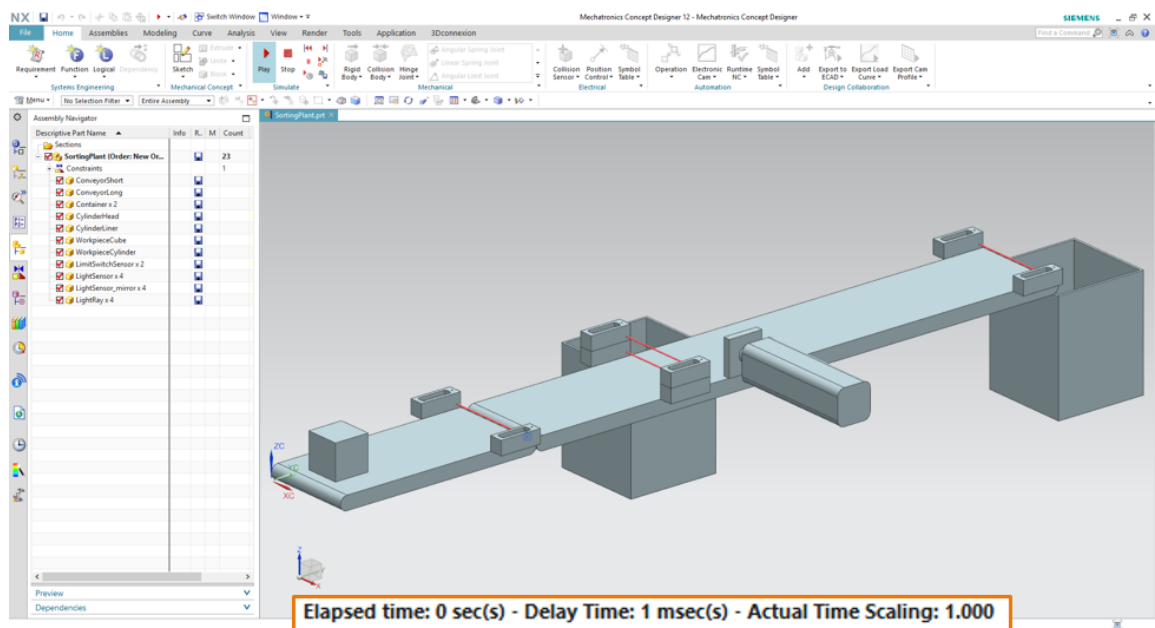 NX
Switch Window
Window
Mechatronics Concept Designer 12 - Mechatronics Concept Designer
SIEMENS
File Home Assemblies Modeling Curve Analysis View Render Tools Application 3Dconnexion
Find a Command
Requirement Function Logical Dependency
Systems Engineering
Sketch
Extrude
Unite
Block
Mechanical Concept
Play Stop
Simulate
Rigid Body
Collision Body
Hinge Joint
Angular Spring Joint
Linear Spring Joint
Angular Limit Joint
Mechanical
Collision Sensor
Position Control
Symbol Table
Electrical
Operation
Electronic Cam
Runtime NC
Symbol Table
Automation
Add
Export to ECAD
Export Load Curve
Export Cam Profile
Design Collaboration
Menu
No Selection Filter
Entire Assembly
Assembly Navigator
SortingPlant.prt
Descriptive Part Name Info R.. M Count
Sections
SortingPlant (Order: New Or... 23
Constraints 1
ConveyorShort
ConveyorLong
Container x 2
CylinderHead
CylinderLiner
WorkpieceCube
WorkpieceCylinder
LimitSwitchSensor x 2
LightSensor x 4
LightSensor_mirror x 4
LightRay x 4
ZC
YC
XC
Z
X
Preview
Dependencies
Elapsed time: 0 sec(s) - Delay Time: 1 msec(s) - Actual Time Scaling: 1.000